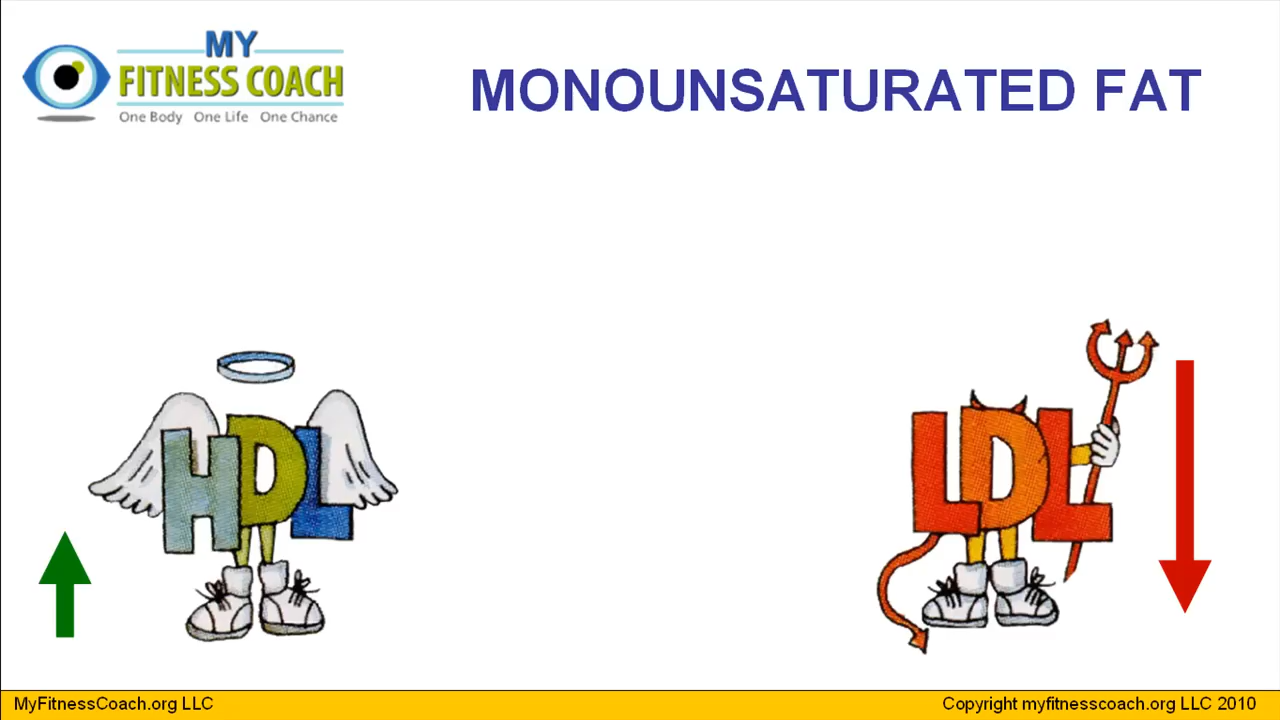 MY
FITNESS COACH
One Body One Life One Chance
MONOUNSATURATED FAT
HDL
LDL
MyFitnessCoach.org LLC
Copyright myfitnesscoach.org LLC 2010